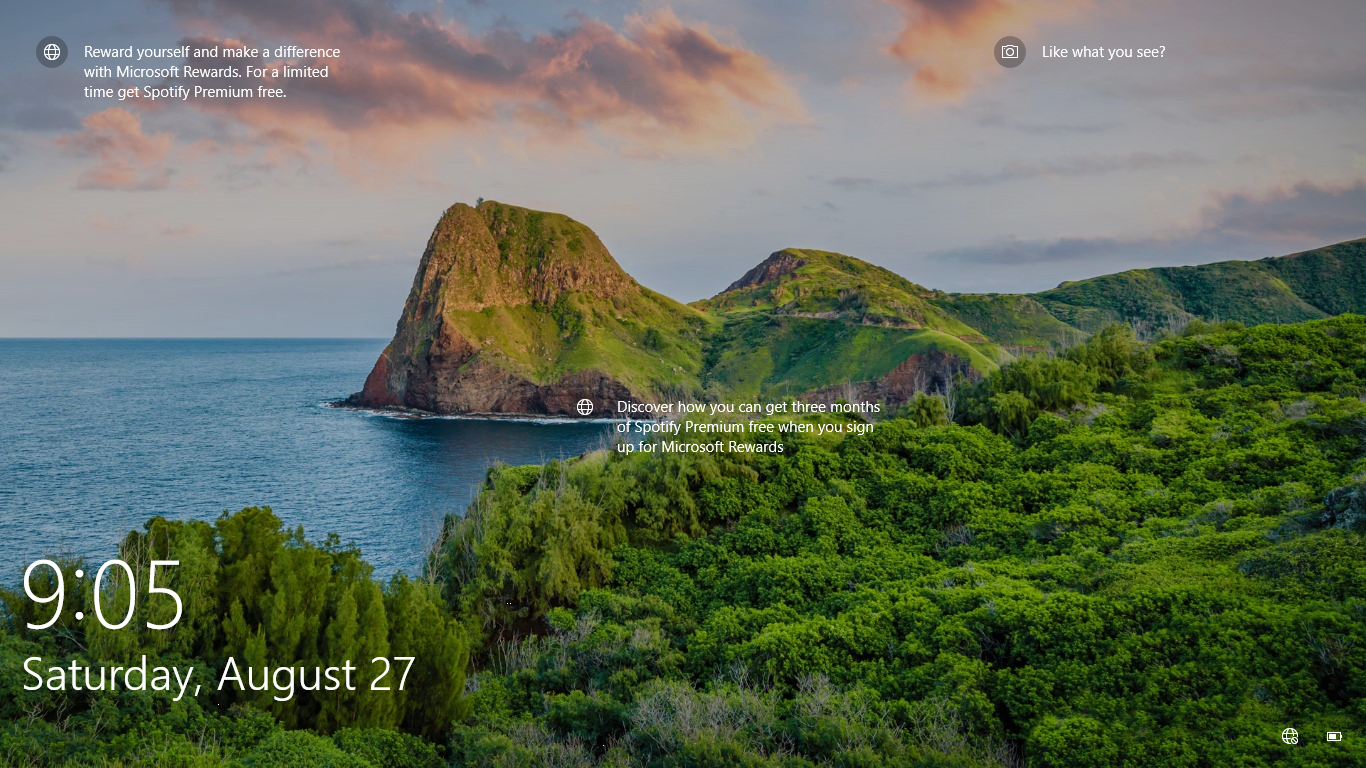 Reward yourself and make a difference
with Microsoft Rewards. For a limited
time get Spotify Premium free.
Like what you see?
Discover how you can get three months
of Spotify Premium free when you sign
up for Microsoft Rewards
9:05
Saturday, August 27